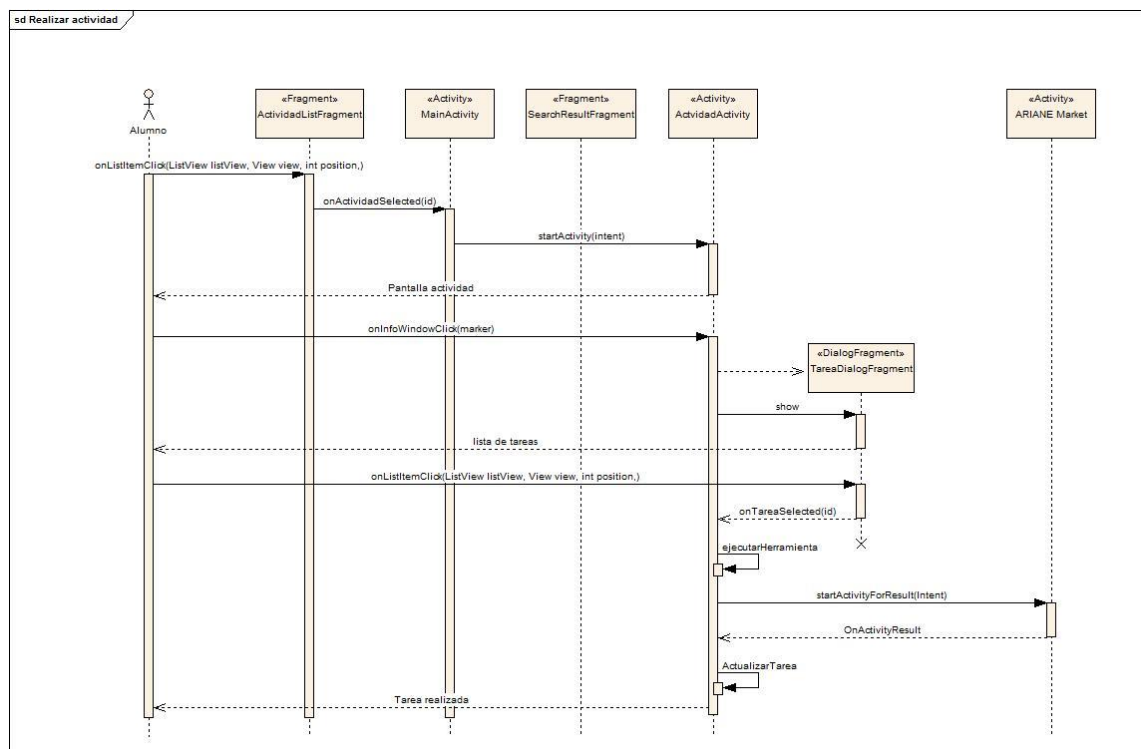 sd Realizar actividad
«Fragment»
ActividadListFragment
«Activity»
MainActivity
«Fragment»
SearchResultFragment
«Activity»
ActvidadActivity
«Activity»
ARIANE Market
Alumno
onListItemClick(ListView listView, View view, int position,)
onActividadSelected(id)
startActivity(intent)
Pantalla actividad
onInfoWindowClick(marker)
«DialogFragment»
TareaDialogFragment
show
lista de tareas
onListItemClick(ListView listView, View view, int position,)
onTareaSelected(id)
ejecutarHerramienta
startActivityForResult(Intent)
OnActivityResult
ActualizarTarea
Tarea realizada